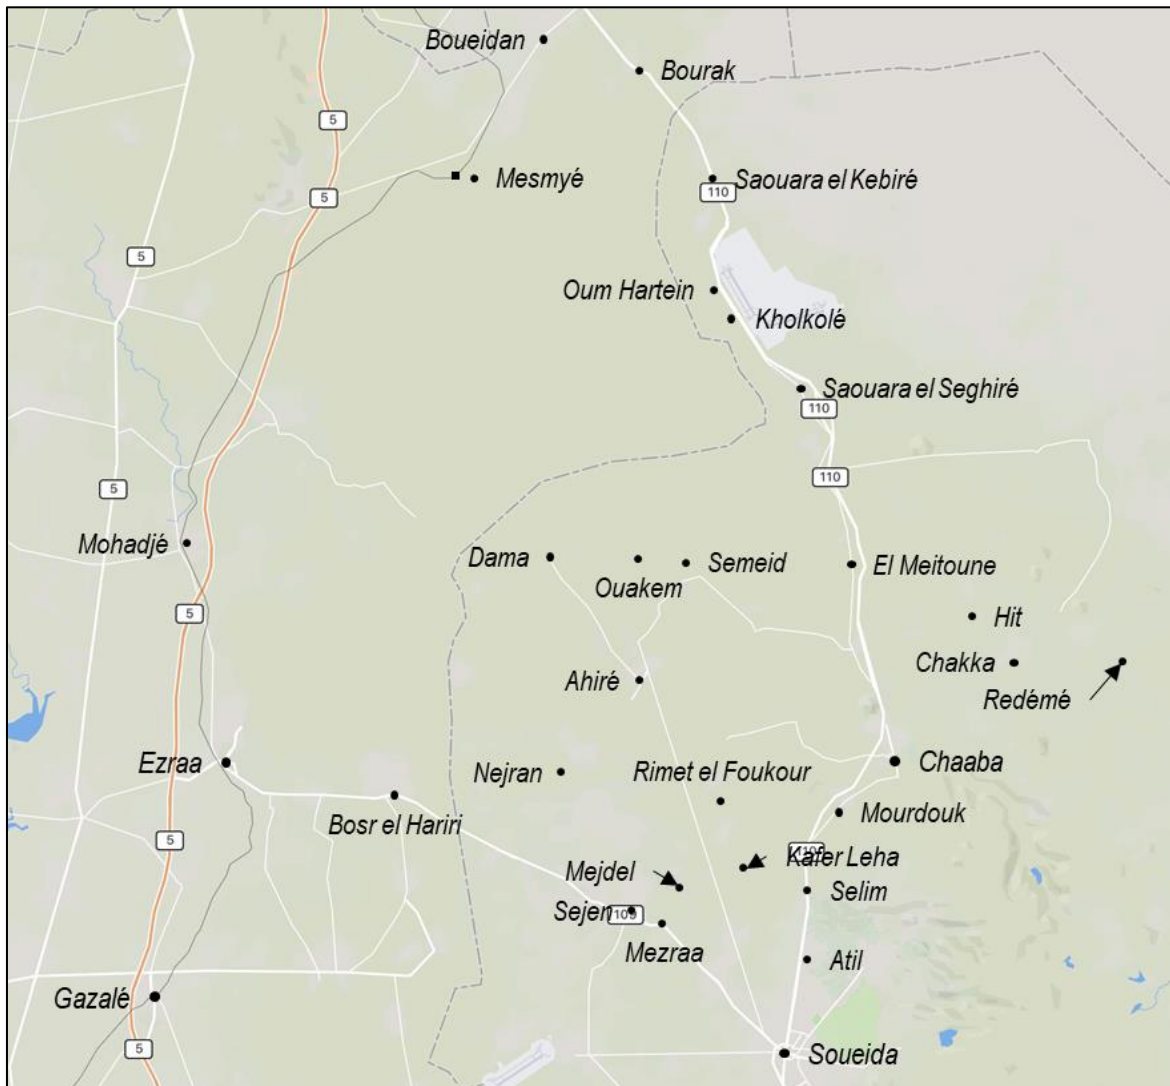 Boueidan
Bourak
5
Mesmyé
Saouara el Kebiré
110
5
5
Oum Hartein
Kholkolé
Saouara el Seghiré
110
110
5
Mohadjé
Dama
Ouakem
Semeid
El Meitoune
5
Hit
Chakka
Redémé
Ahiré
Ezraa
Nejran
Rimet el Foukour
Chaaba
Bosr el Hariri
Mourdouk
5
Kafer Leha
Mejdel
Selim
Sejen
109
Mezraa
Atil
Gazalé
5
Soueida